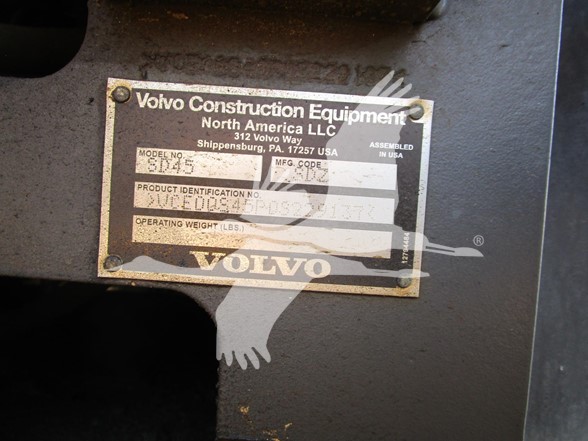 Volvo Construction Equipment
North America LLC
312 Volvo Way
Shippensburg, PA. 17257 USA
ASSEMBLED
IN USA
MODEL NO.
MFG. CODE
SD45
PRODUCT IDENTIFICATION NO.
OPERATING WEIGHT (LBS.)
VOLVO
®